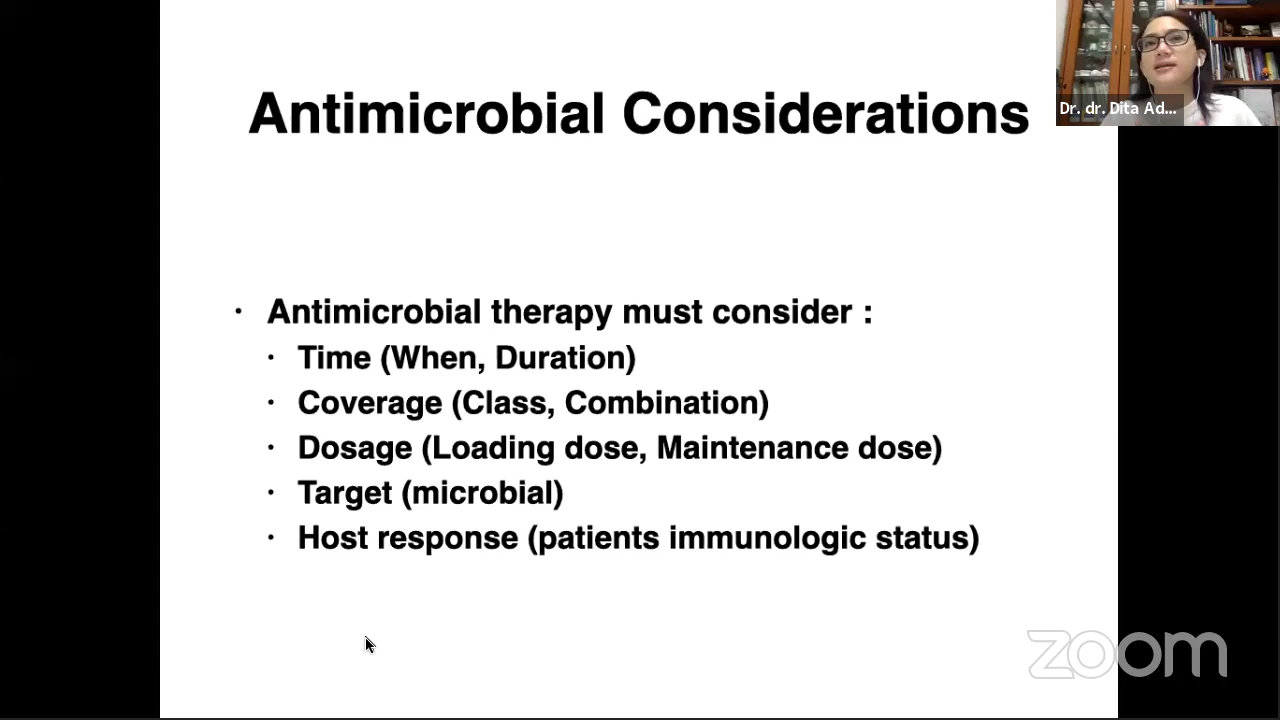 Antimicrobial Considerations
Dr. dr. Dita Ad...
• Antimicrobial therapy must consider :
• Time (When, Duration)
• Coverage (Class, Combination)
• Dosage (Loading dose, Maintenance dose)
• Target (microbial)
• Host response (patients immunologic status)
zoom